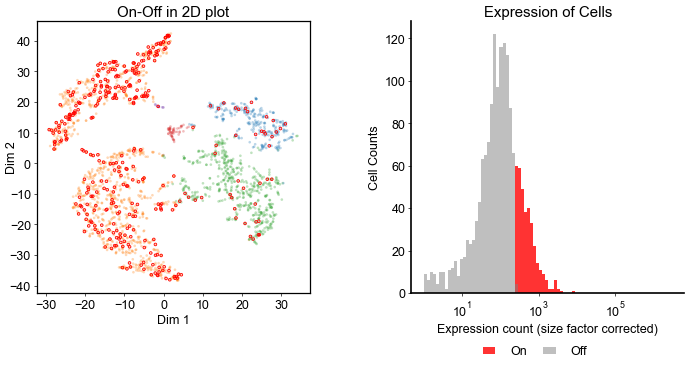 On-Off in 2D plot
40
30
20
10
0
−10
−20
−30
−40
Dim 2
−30 −20 −10 0 10 20 30
Dim 1
Expression of Cells
120
100
80
60
40
20
0
Cell Counts
10^1 10^3 10^5
Expression count (size factor corrected)
On Off